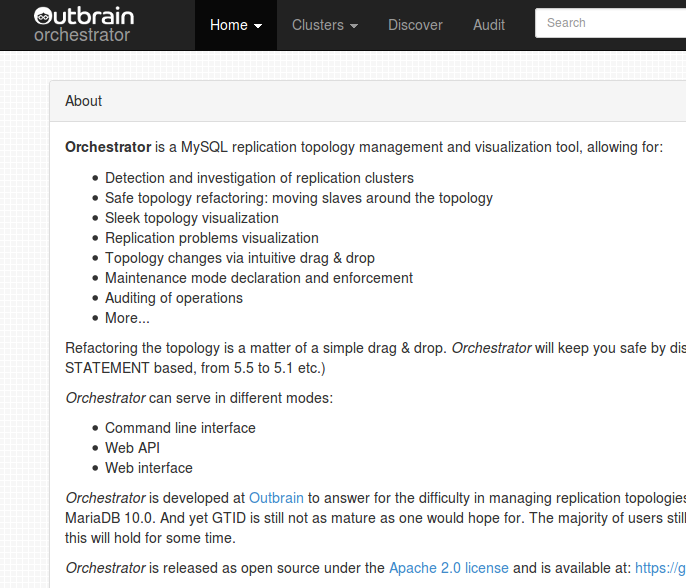 Outbrain
orchestrator
Home Clusters Discover Audit Search
About
Orchestrator is a MySQL replication topology management and visualization tool, allowing for:
• Detection and investigation of replication clusters
• Safe topology refactoring: moving slaves around the topology
• Sleek topology visualization
• Replication problems visualization
• Topology changes via intuitive drag & drop
• Maintenance mode declaration and enforcement
• Auditing of operations
• More...
Refactoring the topology is a matter of a simple drag & drop. Orchestrator will keep you safe by dis
STATEMENT based, from 5.5 to 5.1 etc.)
Orchestrator can serve in different modes:
• Command line interface
• Web API
• Web interface
Orchestrator is developed at Outbrain to answer for the difficulty in managing replication topologies
MariaDB 10.0. And yet GTID is still not as mature as one would hope for. The majority of users still
this will hold for some time.
Orchestrator is released as open source under the Apache 2.0 license and is available at: https://g